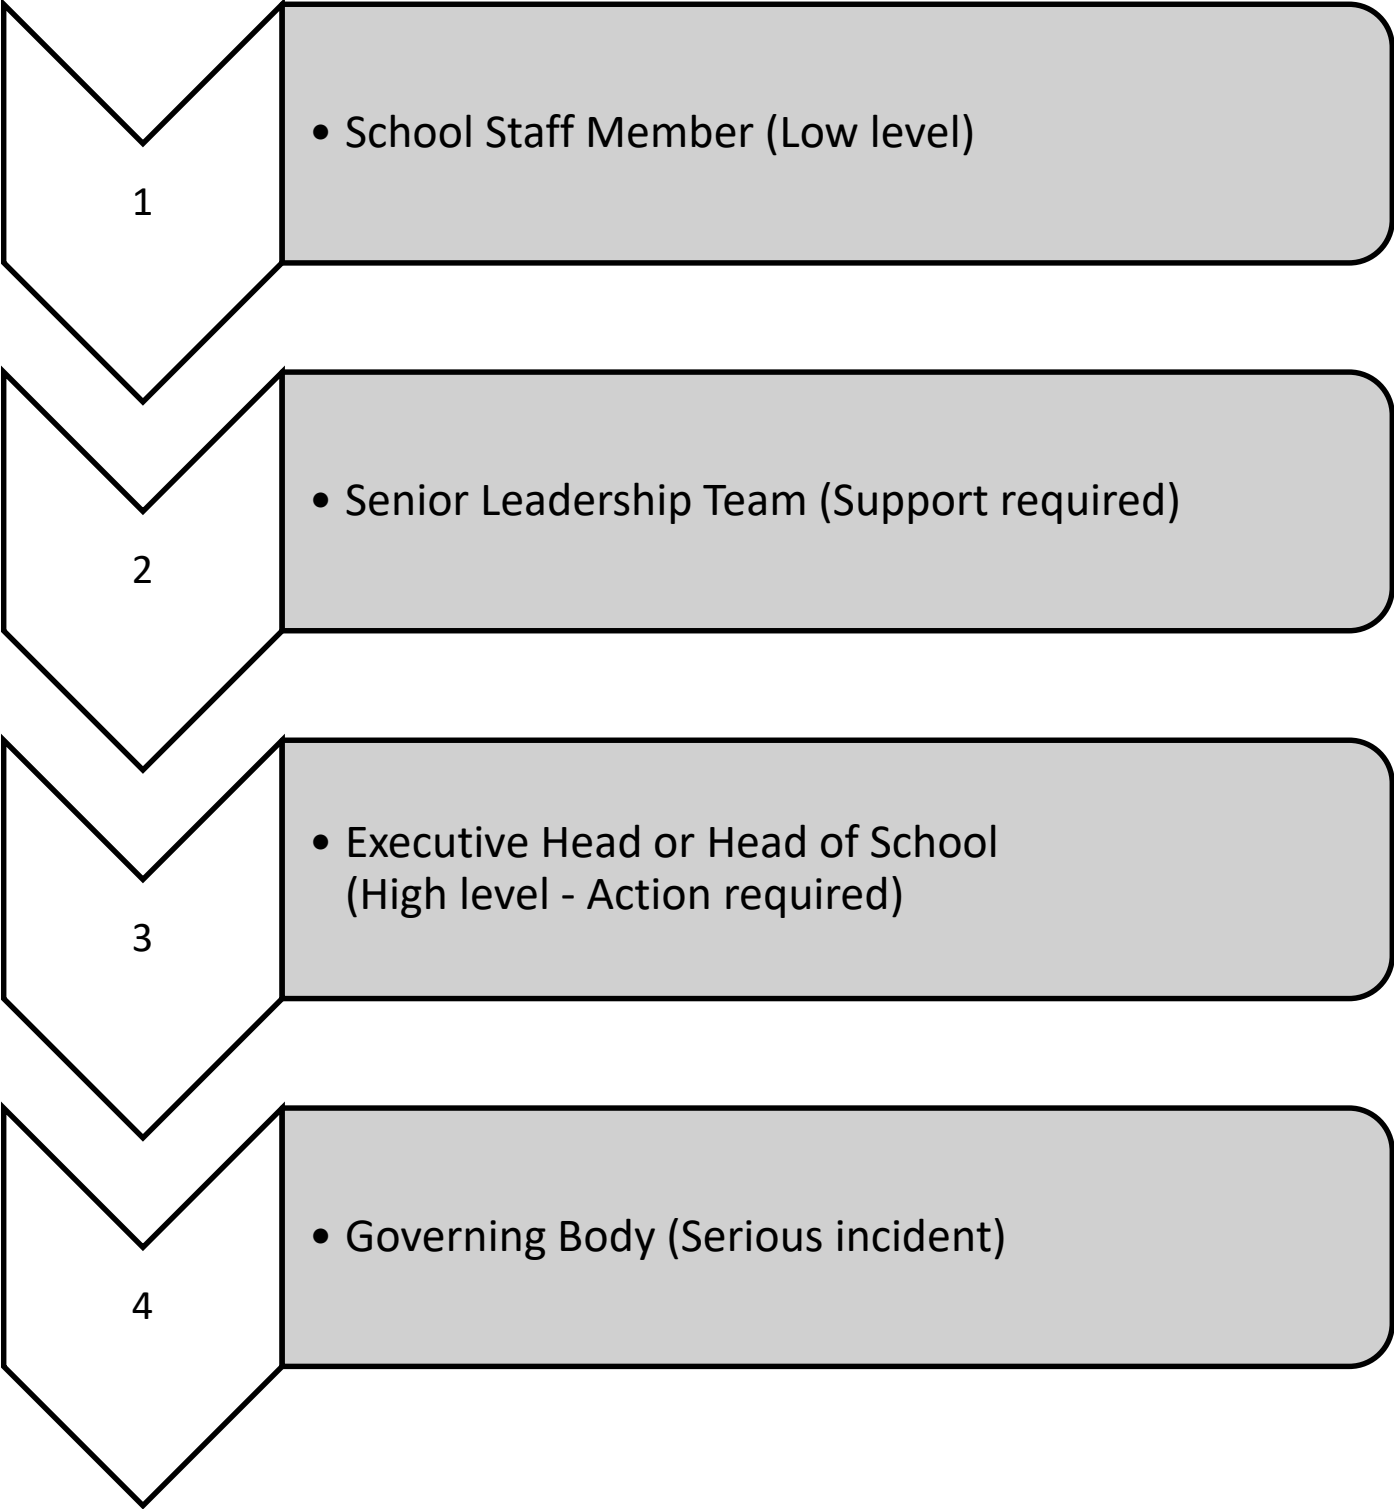 1
• School Staff Member (Low level)
2
• Senior Leadership Team (Support required)
3
• Executive Head or Head of School
(High level - Action required)
4
• Governing Body (Serious incident)